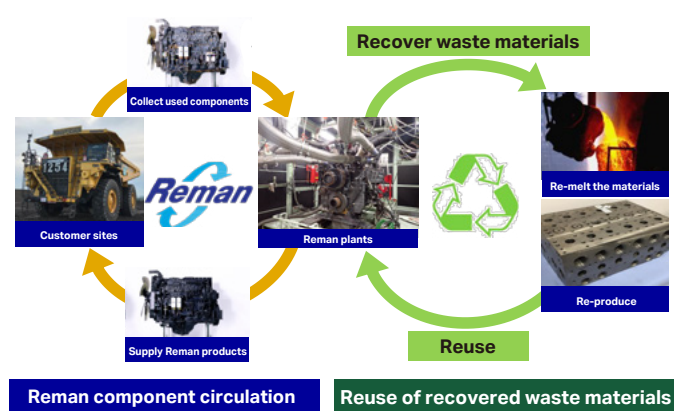 Recover waste materials
Collect used components
1254
Customer sites
Reman
Reman plants
Re-melt the materials
Re-produce
Supply Reman products
Reuse
Reman component circulation
Reuse of recovered waste materials